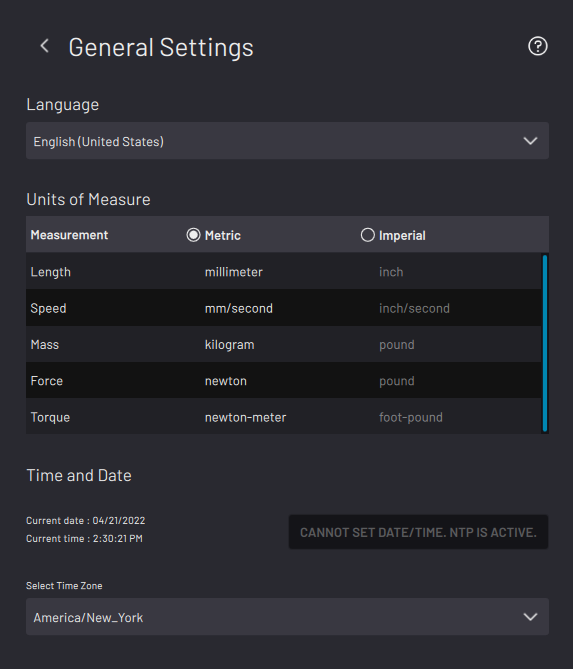 General Settings
Language
English (United States)
Units of Measure
Measurement Metric Imperial
Length millimeter inch
Speed mm/second inch/second
Mass kilogram pound
Force newton pound
Torque newton-meter foot-pound
Time and Date
Current date : 04/21/2022
Current time : 2:30:21 PM
CANNOT SET DATE/TIME. NTP IS ACTIVE.
Select Time Zone
America/New_York